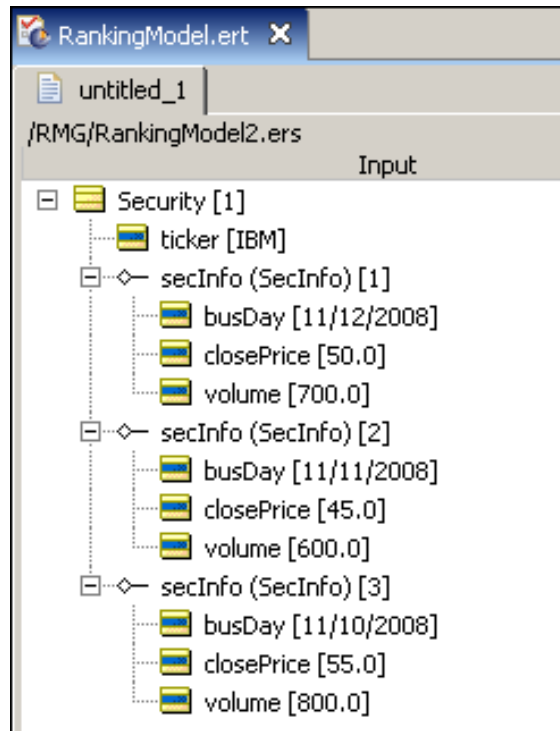 RankingModel.ert
untitled_1
/RMG/RankingModel2.ers
Input
Security [1]
ticker [IBM]
secInfo (SecInfo) [1]
busDay [11/12/2008]
closePrice [50.0]
volume [700.0]
secInfo (SecInfo) [2]
busDay [11/11/2008]
closePrice [45.0]
volume [600.0]
secInfo (SecInfo) [3]
busDay [11/10/2008]
closePrice [55.0]
volume [800.0]